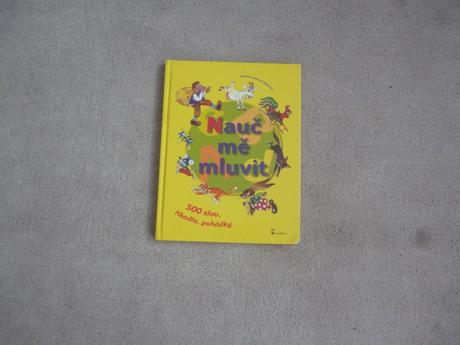 Nauč
mě
mluvit
500 slov,
říkadla, pohádky